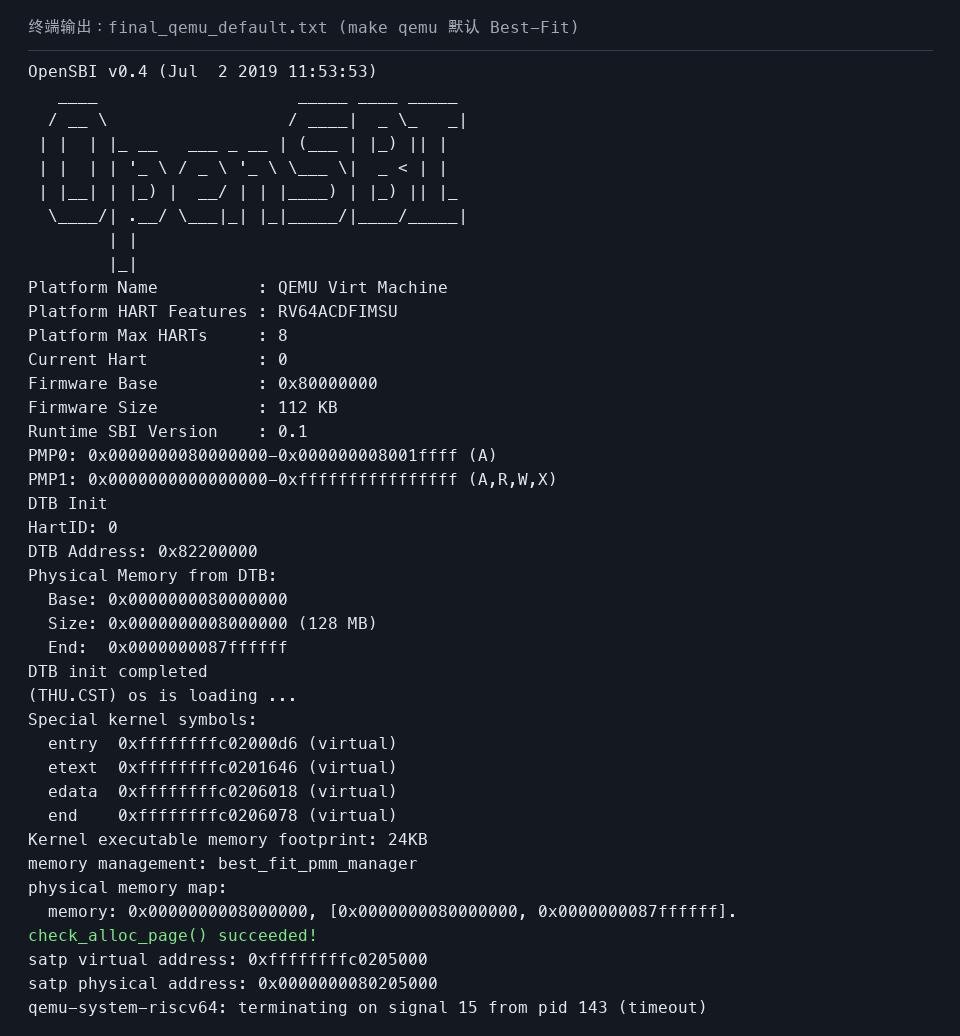 终端输出：final_qemu_default.txt (make qemu 默认 Best-Fit)
OpenSBI v0.4 (Jul  2 2019 11:53:53)
   ____                    _____ ____ _____
  / __ \                  / ____|  _ \_   _|
 | |  | |_ __   ___ _ __ | (___ | |_) || |
 | |  | | '_ \ / _ \ '_ \ \___ \|  _ < | |
 | |__| | |_) |  __/ | | |____) | |_) || |_
  \____/| .__/ \___|_| |_|_____/|____/_____|
        | |
        |_|
Platform Name          : QEMU Virt Machine
Platform HART Features : RV64ACDFIMSU
Platform Max HARTs     : 8
Current Hart           : 0
Firmware Base          : 0x80000000
Firmware Size          : 112 KB
Runtime SBI Version    : 0.1
PMP0: 0x0000000080000000-0x000000008001ffff (A)
PMP1: 0x0000000000000000-0xffffffffffffffff (A,R,W,X)
DTB Init
HartID: 0
DTB Address: 0x82200000
Physical Memory from DTB:
  Base: 0x0000000080000000
  Size: 0x0000000008000000 (128 MB)
  End:  0x0000000087ffffff
DTB init completed
(THU.CST) os is loading ...
Special kernel symbols:
  entry  0xffffffffc02000d6 (virtual)
  etext  0xffffffffc0201646 (virtual)
  edata  0xffffffffc0206018 (virtual)
  end    0xffffffffc0206078 (virtual)
Kernel executable memory footprint: 24KB
memory management: best_fit_pmm_manager
physical memory map:
  memory: 0x0000000008000000, [0x0000000080000000, 0x0000000087ffffff].
check_alloc_page() succeeded!
satp virtual address: 0xffffffffc0205000
satp physical address: 0x0000000080205000
qemu-system-riscv64: terminating on signal 15 from pid 143 (timeout)